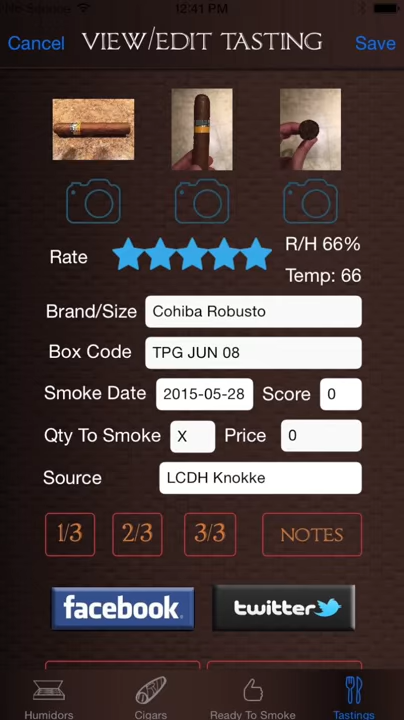 12:41 PM
Cancel VIEW/EDIT TASTING Save
Rate R/H 66%
Temp: 66
Brand/Size Cohiba Robusto
Box Code TPG JUN 08
Smoke Date 2015-05-28 Score 0
Qty To Smoke X Price 0
Source LCDH Knokke
1/3 2/3 3/3 NOTES
facebook twitter
Humidors Cigars Ready To Smoke Tastings